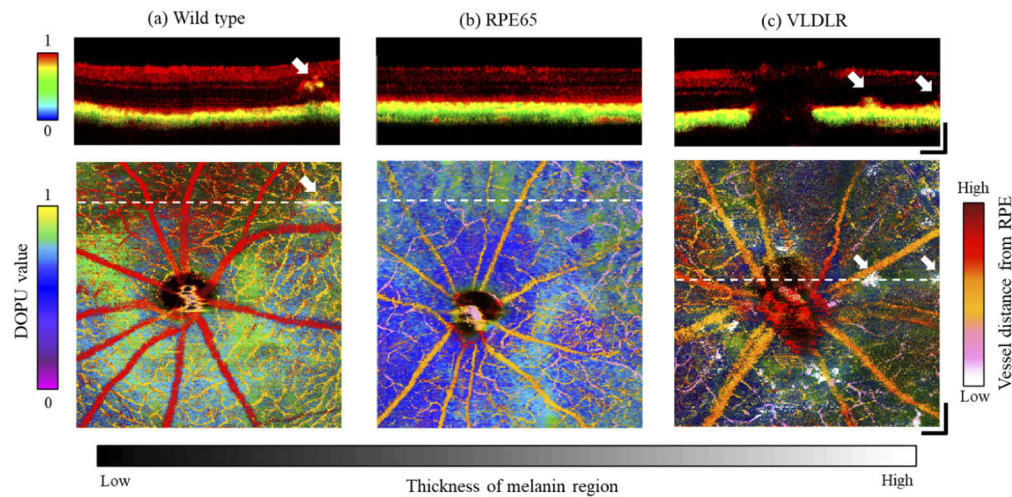 (a) Wild type
(b) RPE65
(c) VLDLR
1
0
1
DOPU value
0
High
Vessel distance from RPE
Low
Low
Thickness of melanin region
High